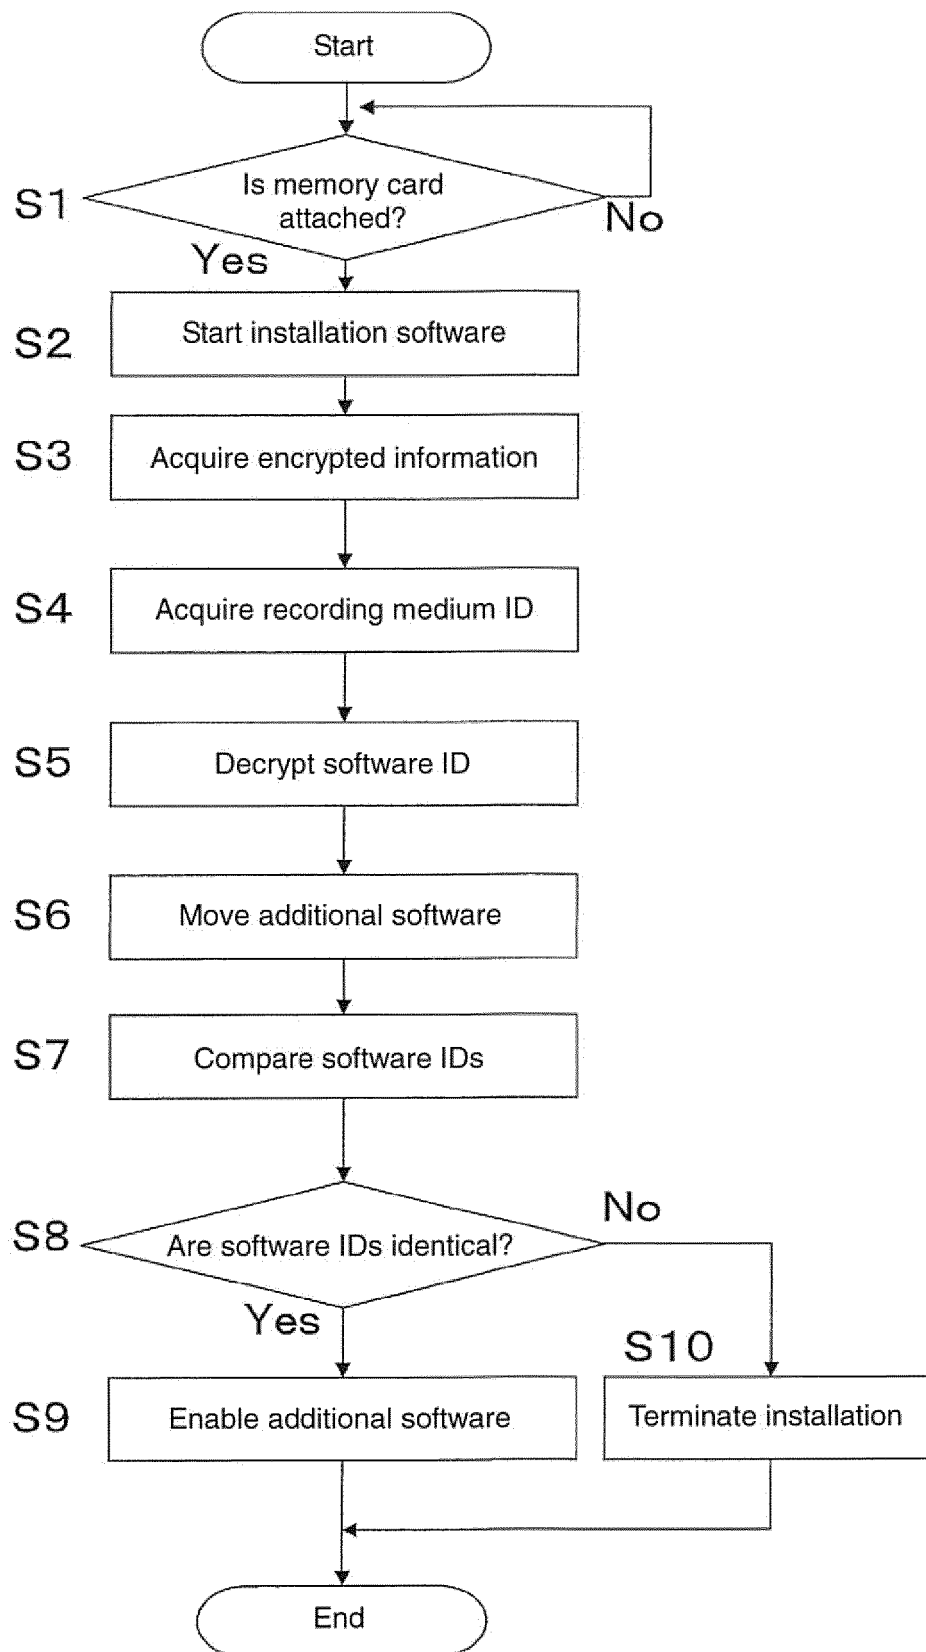 Start
S1
Is memory card
attached?
No
Yes
S2
Start installation software
S3
Acquire encrypted information
S4
Acquire recording medium ID
S5
Decrypt software ID
S6
Move additional software
S7
Compare software IDs
No
S8
Are software IDs identical?
Yes
S10
S9
Enable additional software
Terminate installation
End